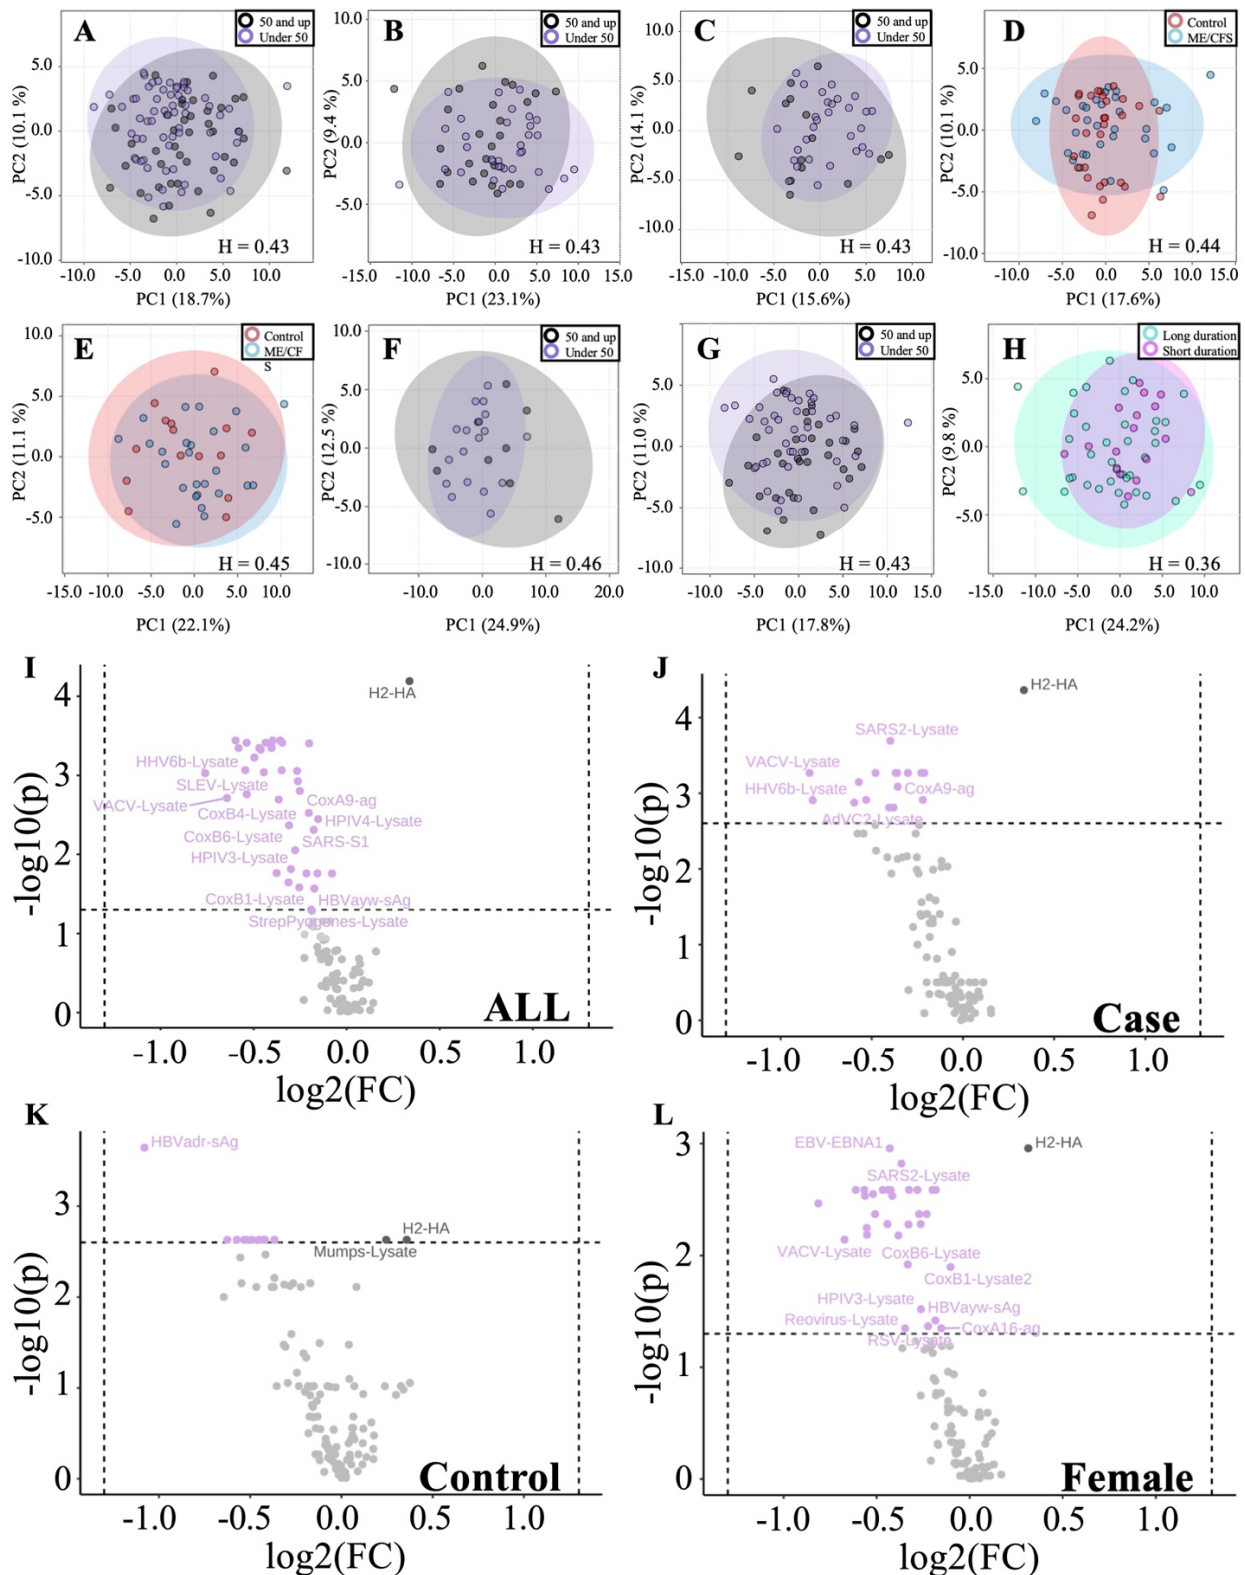 A
50 and up
Under 50
PC2 (10.1 %)
5.0
0.0
-5.0
-10.0
H = 0.43
-10.0 -5.0 0.0 5.0 10.0
PC1 (18.7%)
B
50 and up
Under 50
PC2 (9.4 %)
10.0
5.0
0.0
-5.0
H = 0.43
-15.0 -10.0 -5.0 0.0 5.0 10.0 15.0
PC1 (23.1%)
C
50 and up
Under 50
PC2 (14.1 %)
10.0
5.0
0.0
-5.0
-10.0
H = 0.43
-15.0 -10.0 -5.0 0.0 5.0 10.0
PC1 (15.6%)
D
Control
ME/CFS
PC2 (10.1 %)
5.0
0.0
-5.0
-10.0
H = 0.44
-10.0 -5.0 0.0 5.0 10.0 15.0
PC1 (17.6%)
E
Control
ME/CF
S
PC2 (11.1 %)
10.0
5.0
0.0
-5.0
H = 0.45
-15.0 -10.0 -5.0 0.0 5.0 10.0
PC1 (22.1%)
F
50 and up
Under 50
PC2 (12.5 %)
10.0
5.0
0.0
-5.0
-10.0
H = 0.46
-10.0 0.0 10.0 20.0
PC1 (24.9%)
G
50 and up
Under 50
PC2 (11.0 %)
5.0
0.0
-5.0
-10.0
H = 0.43
-10.0 -5.0 0.0 5.0 10.0 15.0
PC1 (17.8%)
H
Long duration
Short duration
PC2 (9.8 %)
5.0
0.0
-5.0
H = 0.36
-15.0 -10.0 -5.0 0.0 5.0 10.0
PC1 (24.2%)
I
-log10(p)
4
3
2
1
0
H2-HA
HHV6b-Lysate
SLEV-Lysate
VACV-Lysate
CoxA9-ag
CoxB4-Lysate
HPIV4-Lysate
CoxB6-Lysate
SARS-S1
HPIV3-Lysate
CoxB1-Lysate
HBVayw-sAg
StrepPyogenes-Lysate
ALL
-1.0 -0.5 0.0 0.5 1.0
log2(FC)
J
-log10(p)
4
3
2
1
0
H2-HA
SARS2-Lysate
VACV-Lysate
HHV6b-Lysate
CoxA9-ag
AdVC2-Lysate
Case
-1.0 -0.5 0.0 0.5 1.0
log2(FC)
K
-log10(p)
3
2
1
0
HBVadr-sAg
H2-HA
Mumps-Lysate
Control
-1.0 -0.5 0.0 0.5 1.0
log2(FC)
L
-log10(p)
3
2
1
0
EBV-EBNA1
H2-HA
SARS2-Lysate
VACV-Lysate
CoxB6-Lysate
CoxB1-Lysate2
HPIV3-Lysate
HBVayw-sAg
Reovirus-Lysate
CoxA16-ag
RSV-Lysate
Female
-1.0 -0.5 0.0 0.5 1.0
log2(FC)